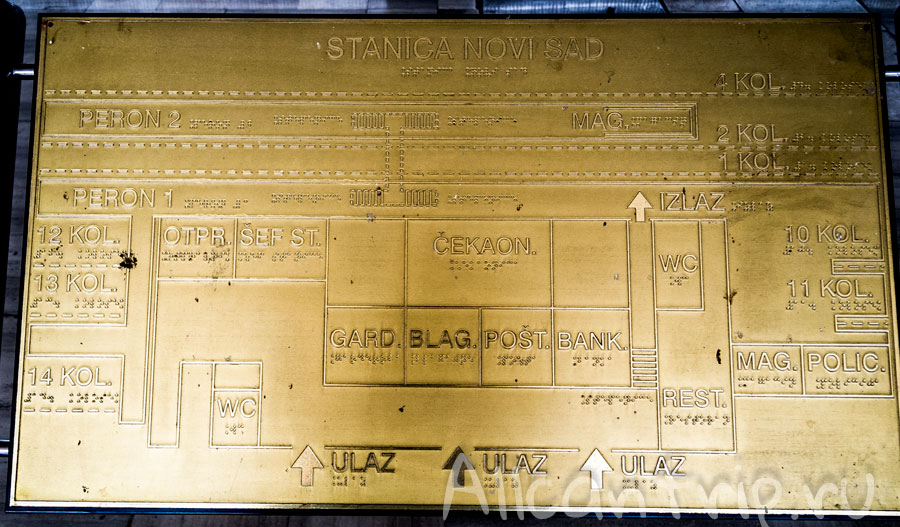 STANICA NOVI SAD
4 KOL.
PERON 2 MAG.
2 KOL.
1 KOL.
PERON 1 IZLAZ
12 KOL. OTPR. ŠEF ST. ČEKAON. WC 10 KOL.
13 KOL. 11 KOL.
GARD. BLAG. POŠT. BANK.
MAG. POLIC.
14 KOL. WC REST.
ULAZ ULAZ ULAZ
Alicantrip.ru